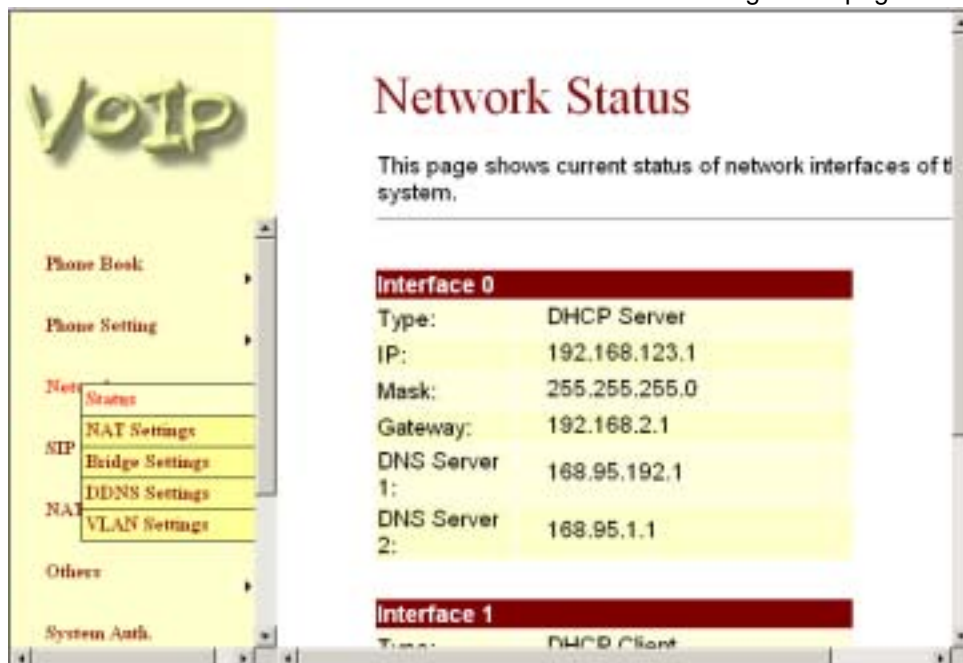 VOIP
Phone Book
Phone Setting
Status
NAT Settings
SIP
Bridge Settings
DDNS Settings
NAT
VLAN Settings
Others
System Auth.
Network Status
This page shows current status of network interfaces of
system.
Interface 0
Type: DHCP Server
IP: 192.168.123.1
Mask: 255.255.255.0
Gateway: 192.168.2.1
DNS Server
1: 168.95.192.1
DNS Server
2: 168.95.1.1
Interface 1
Type: DHCP Client